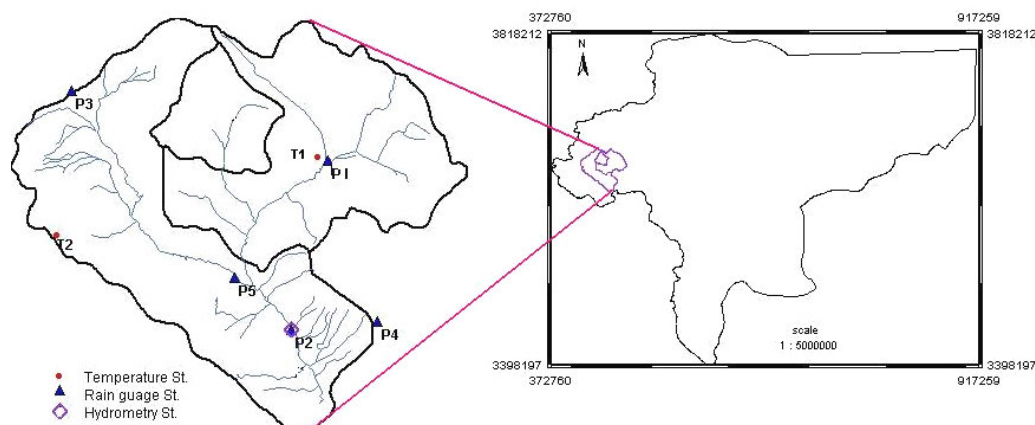 372760
917259
3818212
3818212
N
P3
T1
P1
T2
P5
P4
P2
scale
1 : 5000000
3398197
3398197
372760
917259
Temperature St.
Rain guage St.
Hydrometry St.